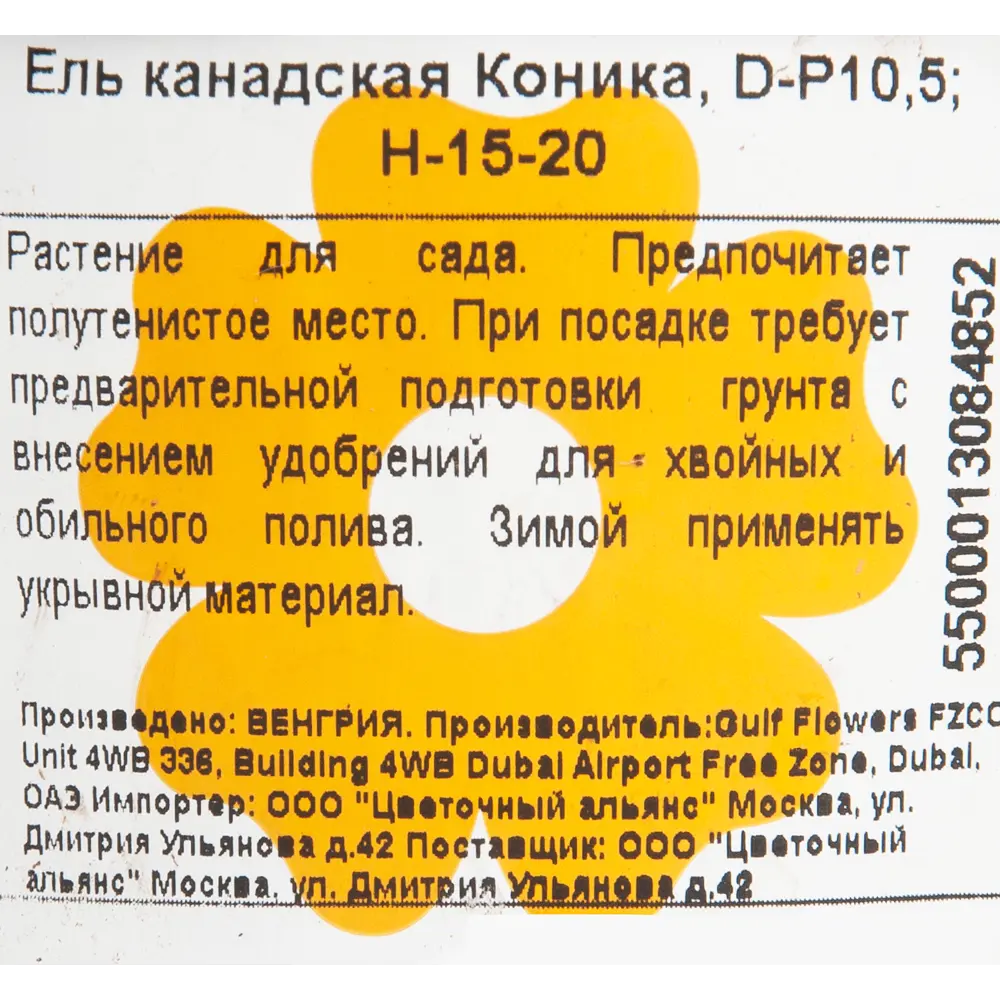 Ель канадская Коника, D-P10,5;
H-15-20
Растение для сада. Предпочитает
полутенистое место. При посадке требует
предварительной подготовки грунта с
внесением удобрений для хвойных и
обильного полива. Зимой применять
укрывной материал.
Произведено: ВЕНГРИЯ. Производитель:Gulf Flowers FZCC
Unit 4WB 336, Building 4WB Dubai Airport Free Zone, Dubai,
ОАЭ Импортер: ООО "Цветочный альянс" Москва, ул.
Дмитрия Ульянова д.42 Поставщик: ООО "Цветочный
альянс" Москва, ул. Дмитрия Ульянова д.42
5500013084852